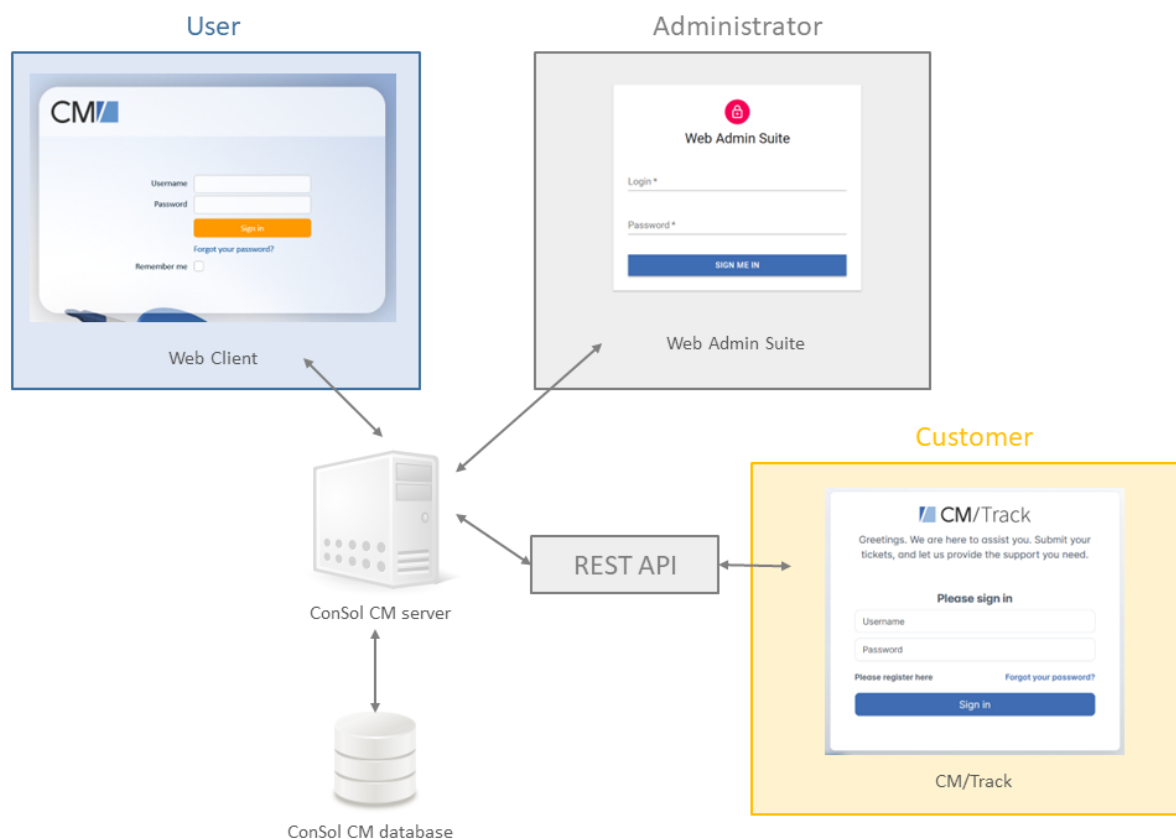 User
CM
Username
Password
Sign in
Forgot your password?
Remember me
Web Client
Administrator
Web Admin Suite
Login *
Password *
SIGN ME IN
Web Admin Suite
ConSol CM server
REST API
ConSol CM database
Customer
CM/Track
Greetings. We are here to assist you. Submit your
tickets, and let us provide the support you need.
Please sign in
Username
Password
Please register here Forgot your password?
Sign in
CM/Track